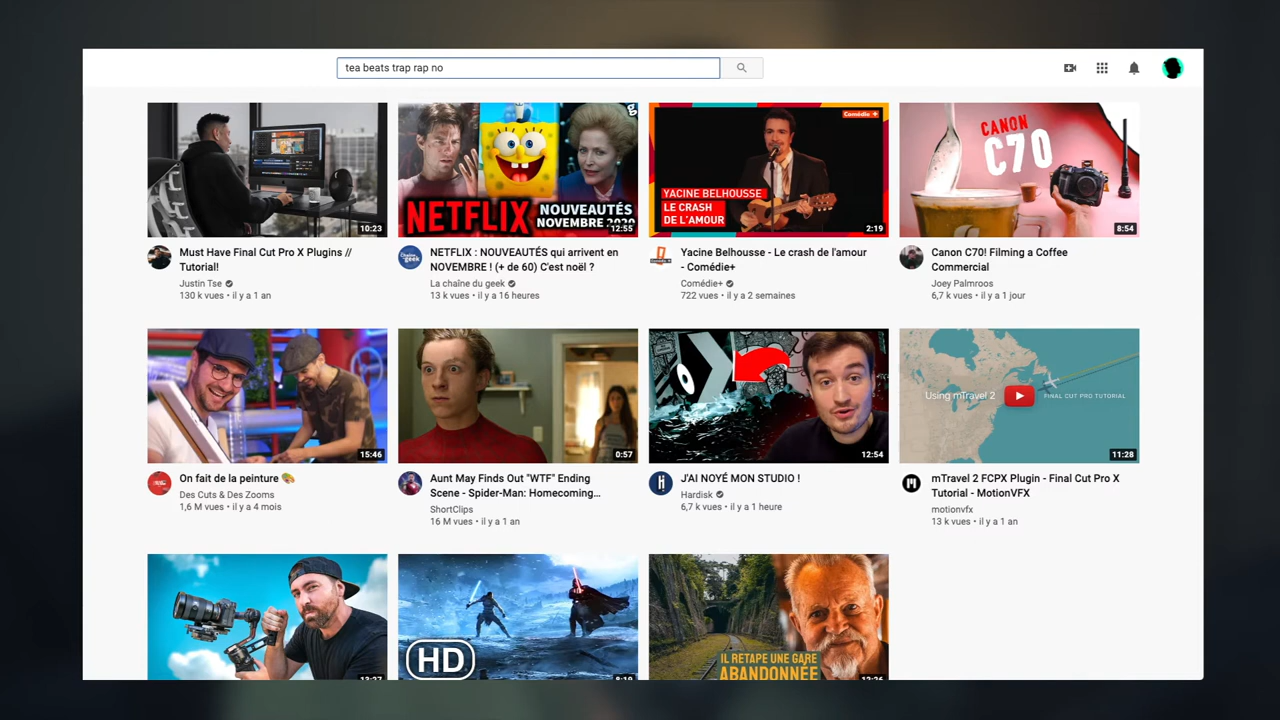 tea beats trap rap no
10:23
Must Have Final Cut Pro X Plugins //
Tutorial!
Justin Tse
130 k vues • il y a 1 an
NETFLIX
NOUVEAUTÉS
NOVEMBRE 2020
12:55
NETFLIX : NOUVEAUTÉS qui arrivent en
NOVEMBRE ! (+ de 60) C'est noël ?
La chaîne du geek
13 k vues • il y a 16 heures
Comédie+
YACINE BELHOUSSE
LE CRASH
DE L'AMOUR
2:19
Yacine Belhousse - Le crash de l'amour
- Comédie+
Comédie+
722 vues • il y a 2 semaines
CANON
C70
8:54
Canon C70! Filming a Coffee
Commercial
Joey Palmroos
6,7 k vues • il y a 1 jour
15:46
On fait de la peinture 🎨
Des Cuts & Des Zooms
1,6 M vues • il y a 4 mois
0:57
Aunt May Finds Out "WTF" Ending
Scene - Spider-Man: Homecoming...
ShortClips
16 M vues • il y a 1 an
12:54
J'AI NOYÉ MON STUDIO !
Hardisk
6,7 k vues • il y a 1 heure
Using mTravel 2
FINAL CUT PRO TUTORIAL
11:28
mTravel 2 FCPX Plugin - Final Cut Pro X
Tutorial - MotionVFX
motionvfx
13 k vues • il y a 1 an
HD
IL RETAPE UNE GARE
ABANDONNÉE